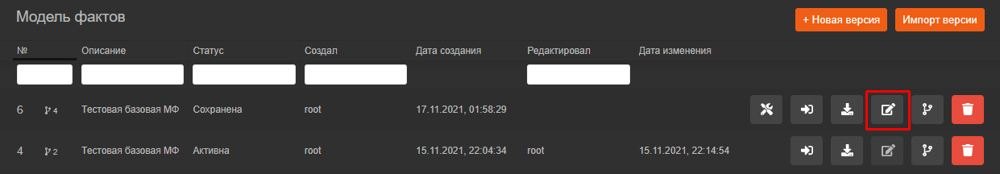 Модель фактов
+ Новая версия Импорт версии
№ Описание Статус Создал Дата создания Редактировал Дата изменения
6 4 Тестовая базовая МФ Сохранена root 17.11.2021, 01:58:29
4 2 Тестовая базовая МФ Активна root 15.11.2021, 22:04:34 root 15.11.2021, 22:14:54